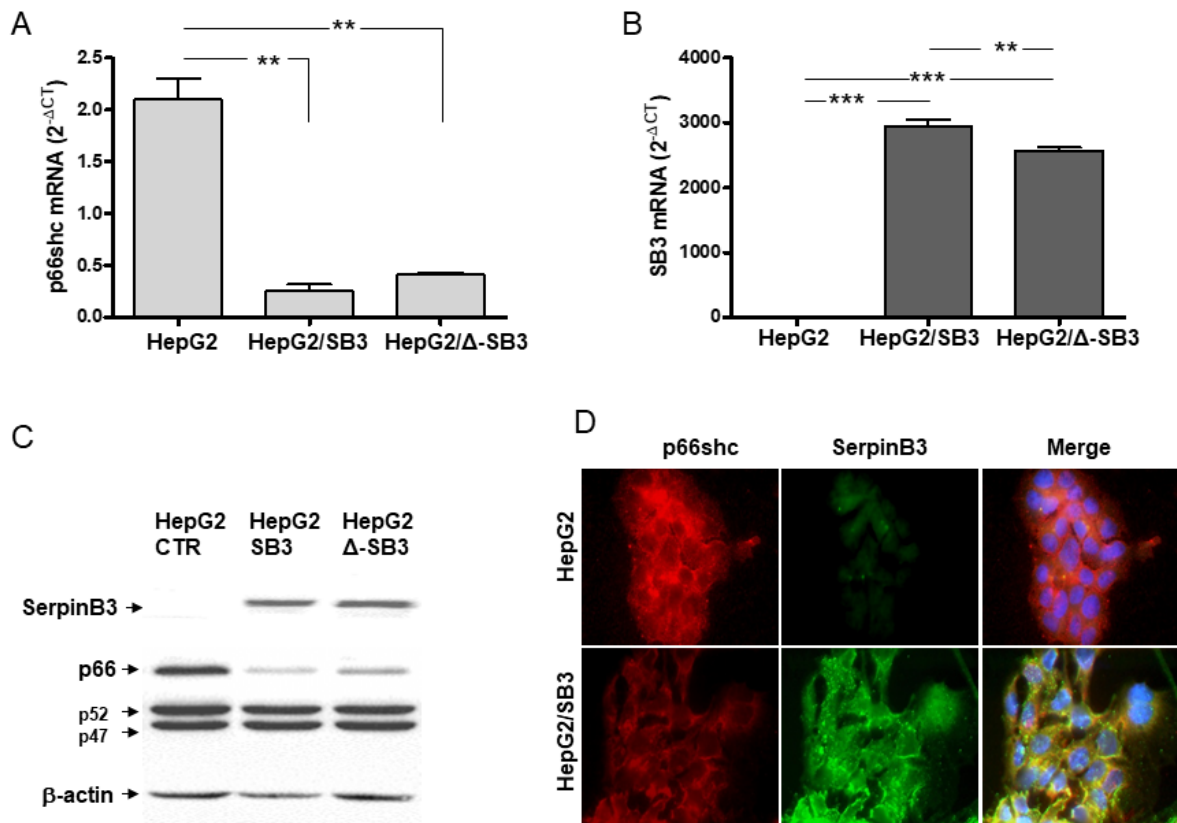 A
p66shc mRNA (2^-ΔCT)
2.5
2.0
1.5
1.0
0.5
0.0
**
**
HepG2 HepG2/SB3 HepG2/Δ-SB3
B
SB3 mRNA (2^-ΔCT)
4000
3000
2000
1000
0
**
***
***
HepG2 HepG2/SB3 HepG2/Δ-SB3
C
HepG2 HepG2 HepG2
CTR SB3 Δ-SB3
SerpinB3
p66
p52
p47
β-actin
D
p66shc SerpinB3 Merge
HepG2
HepG2/SB3